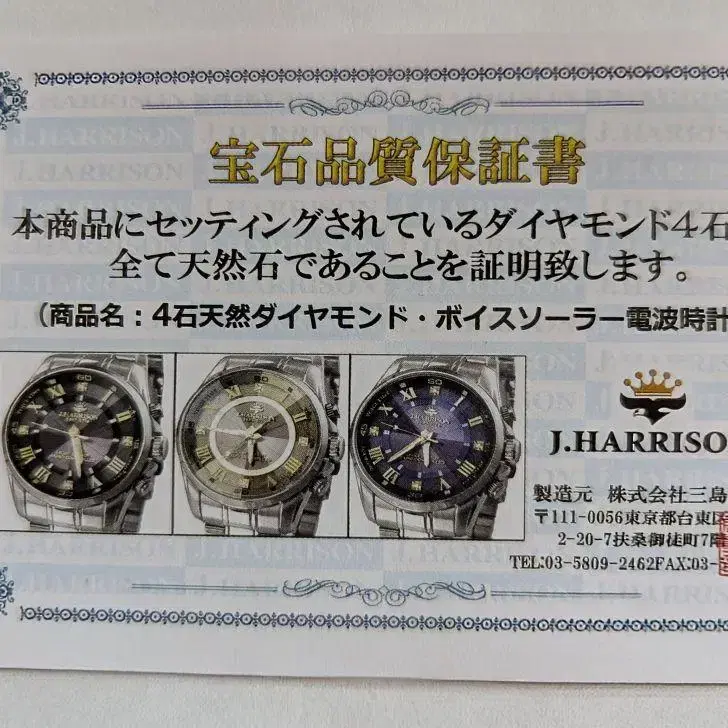 宝石品質保証書
本商品にセッティングされているダイヤモンド4石
全て天然石であることを証明致します。
(商品名:4石天然ダイヤモンド・ボイスソーラー電波時計
J.HARRISO
製造元 株式会社三島
〒111-0056東京都台東区
2-20-7扶桑御徒町7階
TEL:03-5809-2462FAX:03-